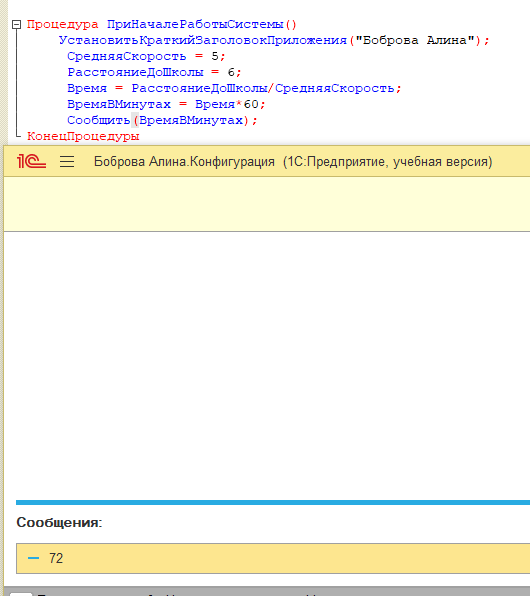 Процедура ПриНачалеРаботыСистемы()
УстановитьКраткийЗаголовокПриложения("Боброва Алина");
СредняяСкорость = 5;
РасстояниеДоШколы = 6;
Время = РасстояниеДоШколы/СредняяСкорость;
ВремяВМинутах = Время*60;
Сообщить(ВремяВМинутах);
КонецПроцедуры
1С Боброва Алина.Конфигурация (1С:Предприятие, учебная версия)
Сообщения:
72